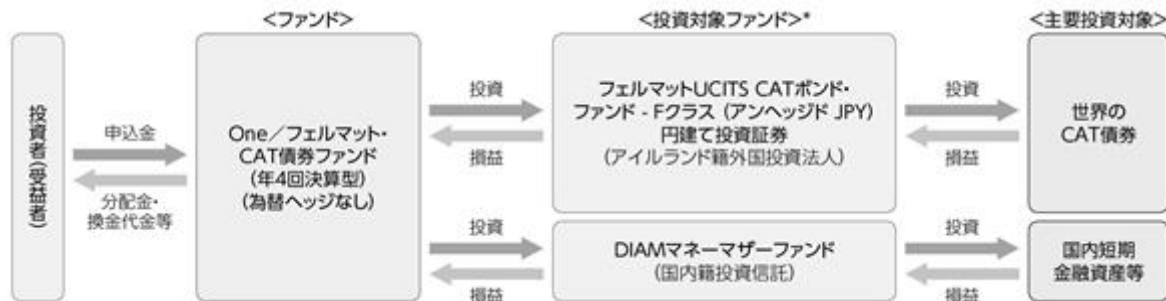 <ファンド>
<投資対象ファンド>*
<主要投資対象>
投資者(受益者)
申込金
分配金・
換金代金等
One／フェルマット・
CAT債券ファンド
(年4回決算型)
(為替ヘッジなし)
投資
損益
フェルマットUCITS CATボンド・
ファンド - Fクラス (アンヘッジド JPY)
円建て投資証券
(アイルランド籍外国投資法人)
投資
損益
世界の
CAT債券
投資
損益
DIAMマネーマザーファンド
(国内籍投資信託)
投資
損益
国内短期
金融資産等